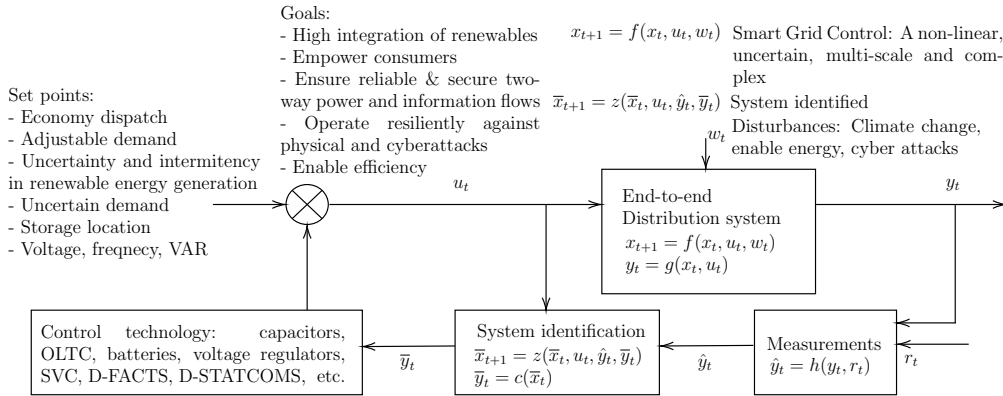 Goals:
- High integration of renewables
- Empower consumers
- Ensure reliable & secure two-
way power and information flows
- Operate resiliently against
physical and cyberattacks
- Enable efficiency
x_{t+1} = f(x_t, u_t, w_t) Smart Grid Control: A non-linear,
uncertain, multi-scale and com-
plex
x̅_{t+1} = z(x̅_t, u_t, ŷ_t, y̅_t) System identified
Disturbances: Climate change,
enable energy, cyber attacks
w_t
Set points:
- Economy dispatch
- Adjustable demand
- Uncertainty and intermitency
in renewable energy generation
- Uncertain demand
- Storage location
- Voltage, freqnecy, VAR
u_t
End-to-end
Distribution system
x_{t+1} = f(x_t, u_t, w_t)
y_t = g(x_t, u_t)
y_t
Control technology: capacitors,
OLTC, batteries, voltage regulators,
SVC, D-FACTS, D-STATCOMS, etc.
y̅_t
System identification
x̅_{t+1} = z(x̅_t, u_t, ŷ_t, y̅_t)
y̅_t = c(x̅_t)
ŷ_t
Measurements
ŷ_t = h(y_t, r_t)
r_t